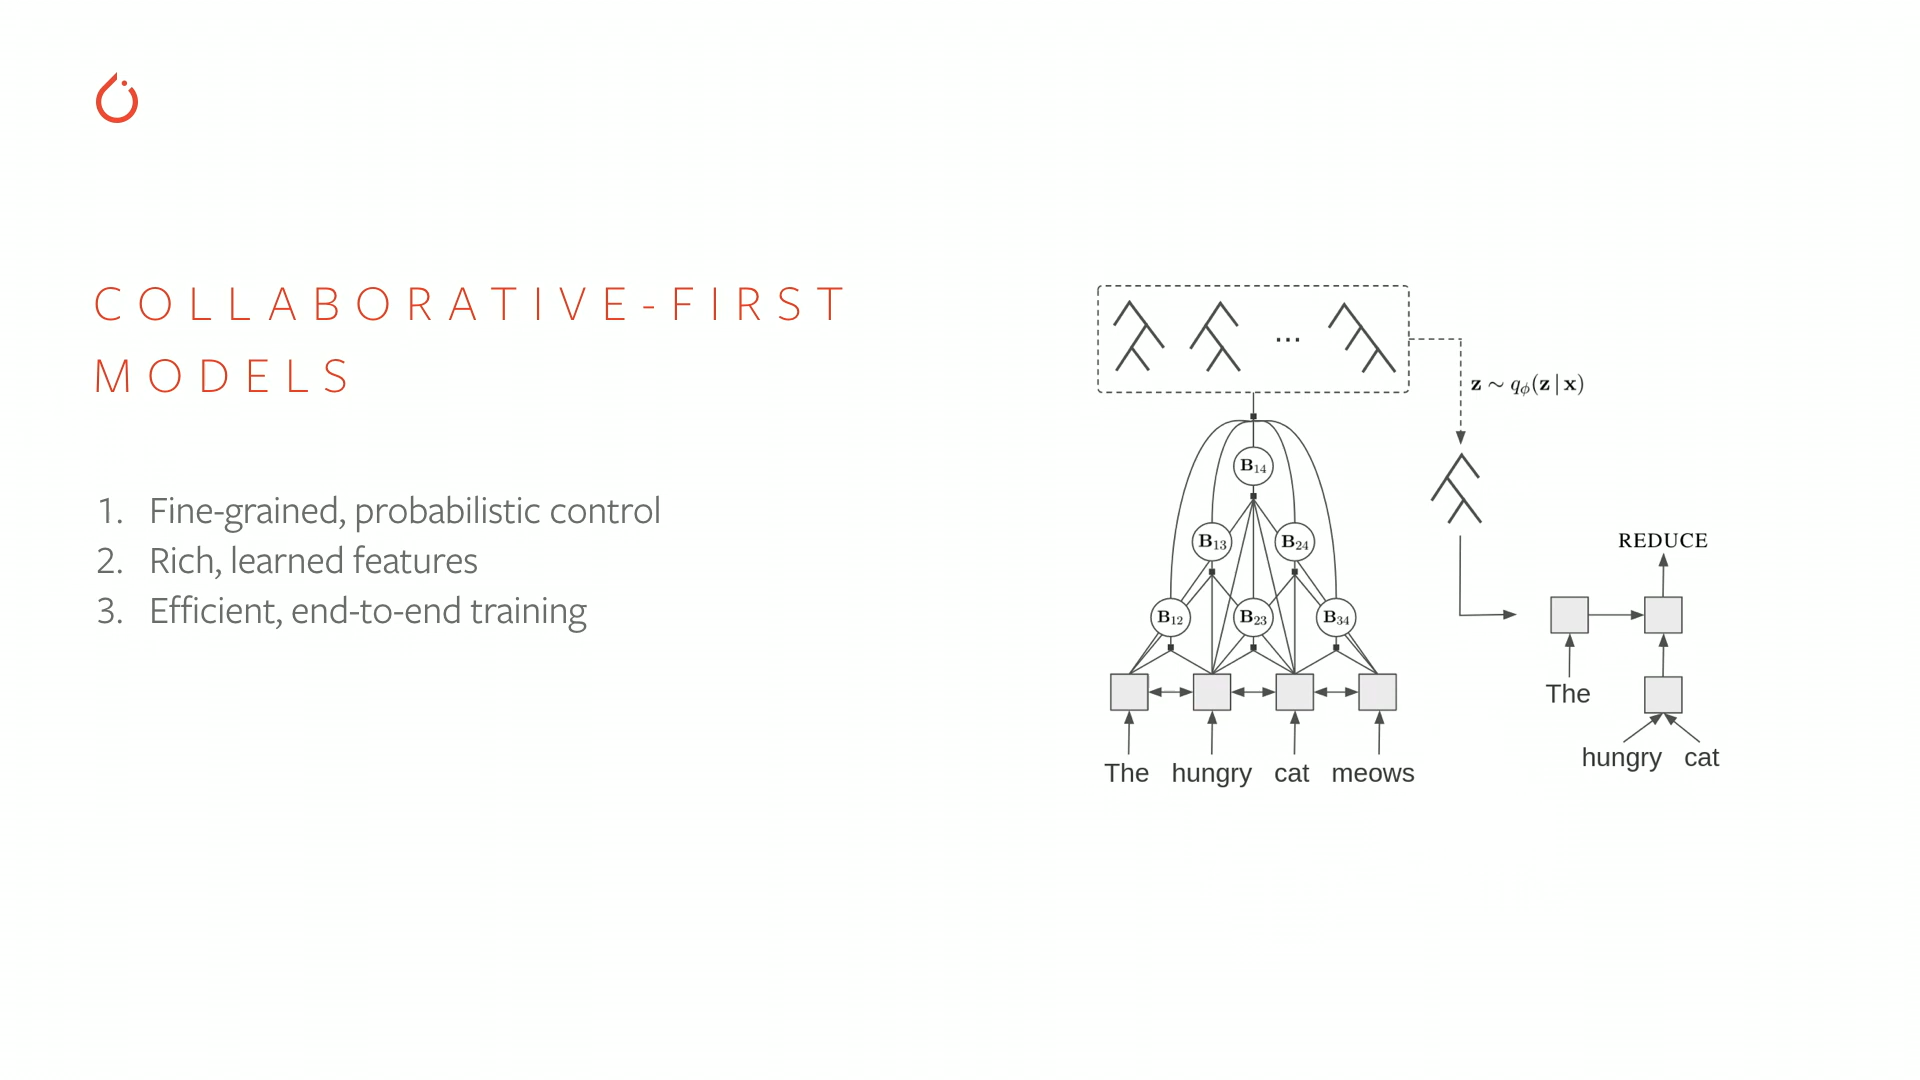 COLLABORATIVE-FIRST
MODELS
1. Fine-grained, probabilistic control
2. Rich, learned features
3. Efficient, end-to-end training
...
z ∼ qϕ(z | x)
B14
B13 B24
B12 B23 B34
The hungry cat meows
REDUCE
The
hungry cat